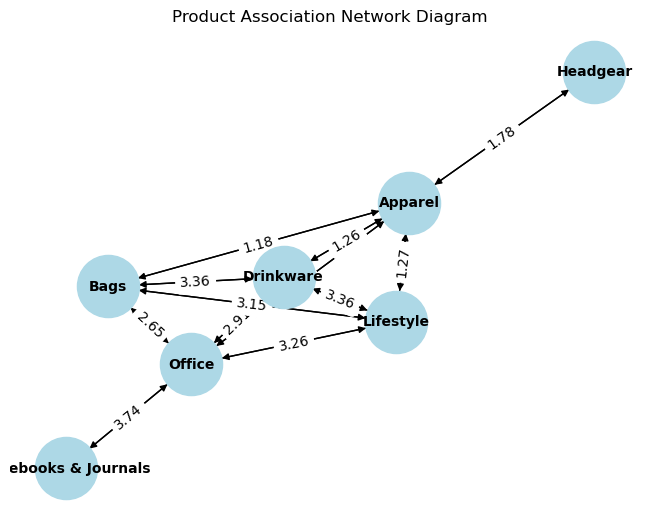 Product Association Network Diagram
Headgear
1.78
Apparel
1.18
1.26
1.27
Drinkware
Bags
3.36
3.15
3.36
Lifestyle
2.65
2.9
3.26
Office
3.74
ebooks & Journals